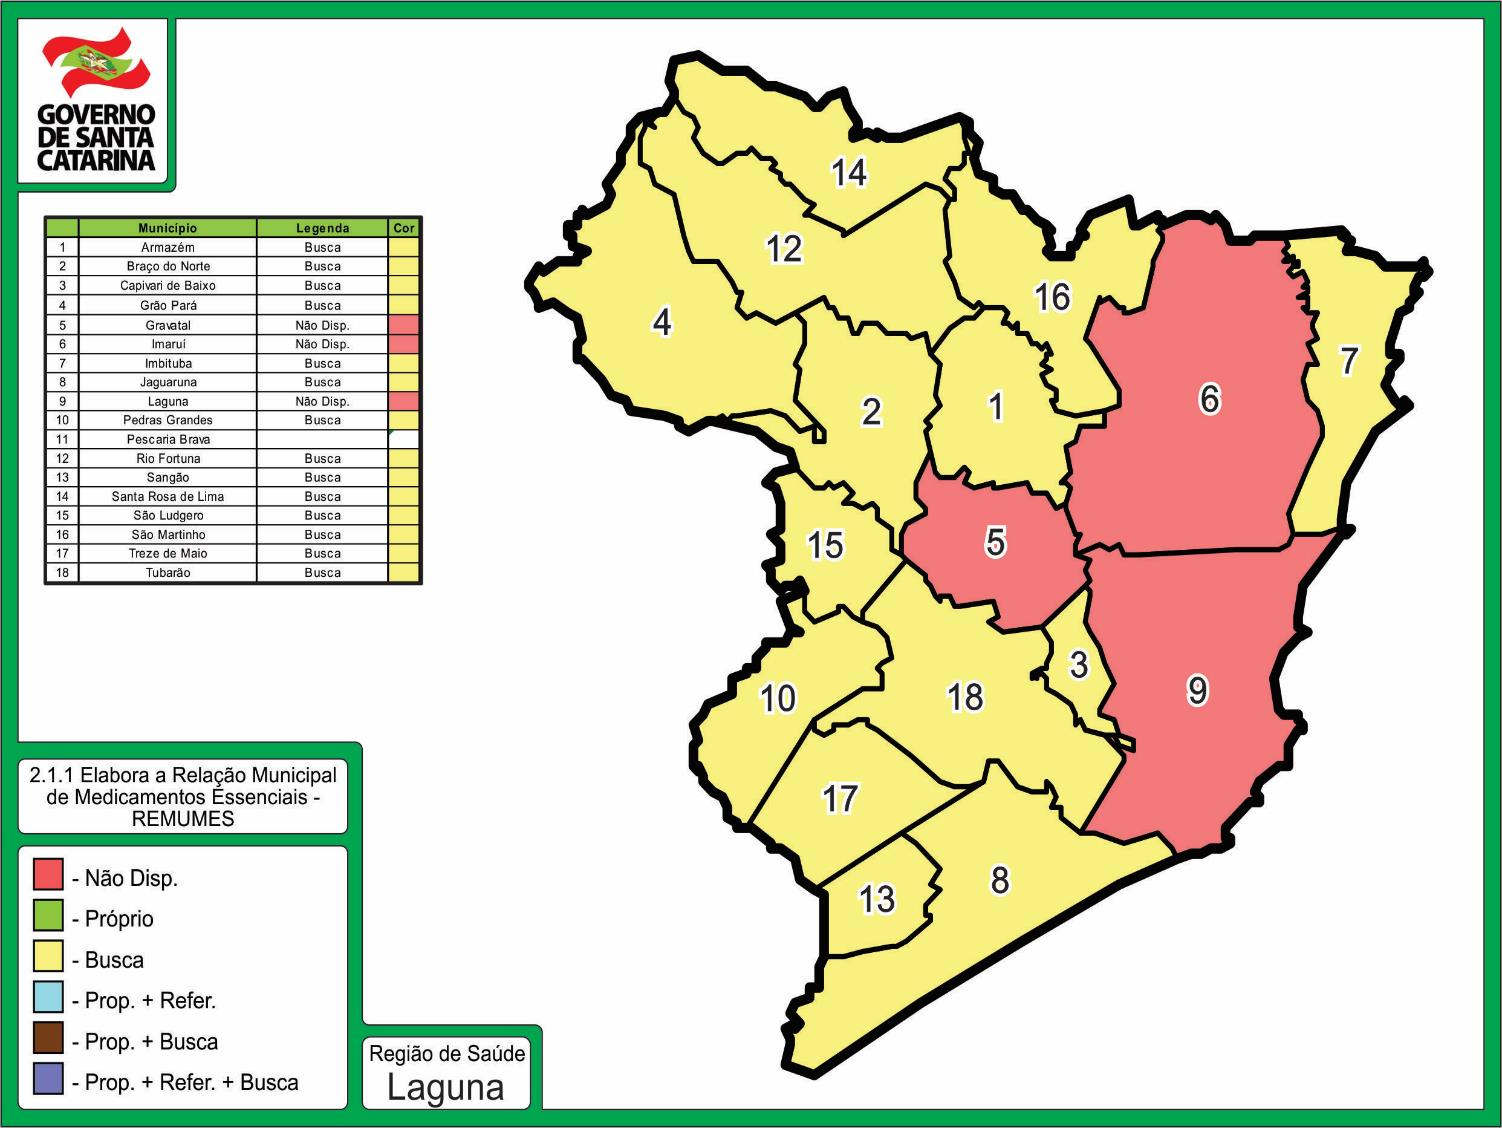 GOVERNO
DE SANTA
CATARINA
Município Legenda Cor
1 Armazém Busca
2 Braço do Norte Busca
3 Capivari de Baixo Busca
4 Grão Pará Busca
5 Gravatal Não Disp.
6 Imaruí Não Disp.
7 Imbituba Busca
8 Jaguaruna Busca
9 Laguna Não Disp.
10 Pedras Grandes Busca
11 Pescaria Brava
12 Rio Fortuna Busca
13 Sangão Busca
14 Santa Rosa de Lima Busca
15 São Ludgero Busca
16 São Martinho Busca
17 Treze de Maio Busca
18 Tubarão Busca
14
12
16
4
7
6
2
1
5
15
3
9
18
10
17
8
13
2.1.1 Elabora a Relação Municipal
de Medicamentos Essenciais -
REMUMES
- Não Disp.
- Próprio
- Busca
- Prop. + Refer.
- Prop. + Busca
- Prop. + Refer. + Busca
Região de Saúde
Laguna